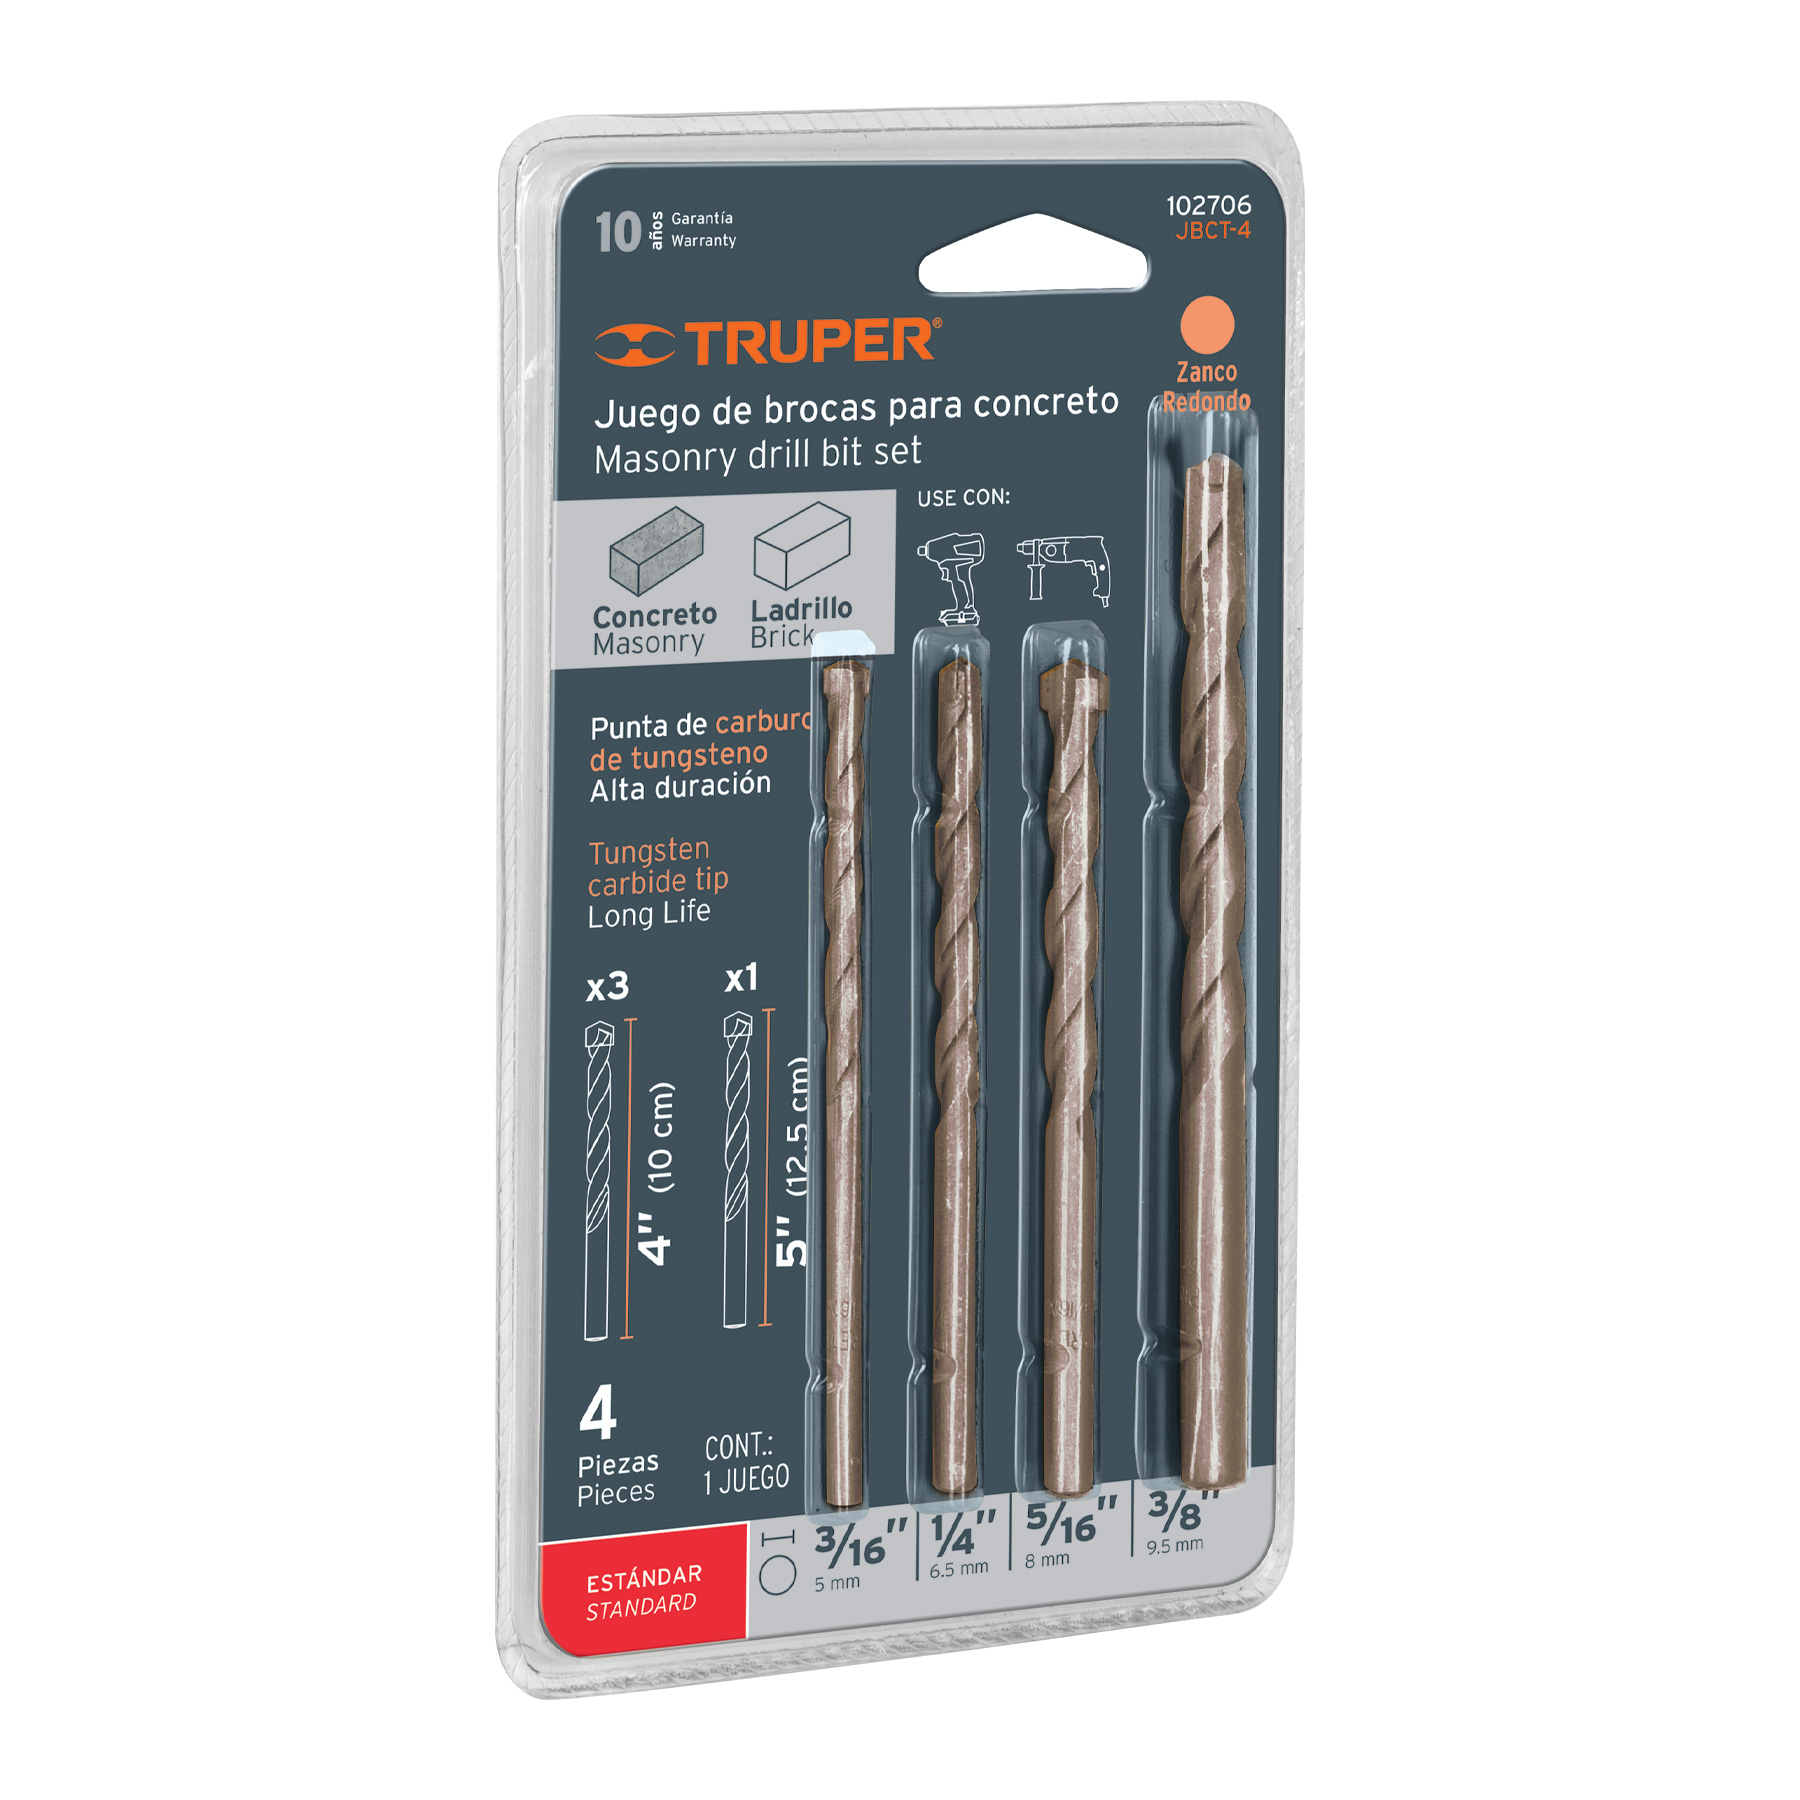 10 años Garantía
Warranty
102706
JBCT-4
TRUPER®
Zanco
Redondo
Juego de brocas para concreto
Masonry drill bit set
USE CON:
Concreto
Masonry
Ladrillo
Brick
Punta de carburo
de tungsteno
Alta duración
Tungsten
carbide tip
Long Life
x3
x1
4" (10 cm)
5" (12.5 cm)
4
Piezas
Pieces
CONT.:
1 JUEGO
ESTÁNDAR
STANDARD
3/16"
5 mm
1/4"
6.5 mm
5/16"
8 mm
3/8"
9.5 mm